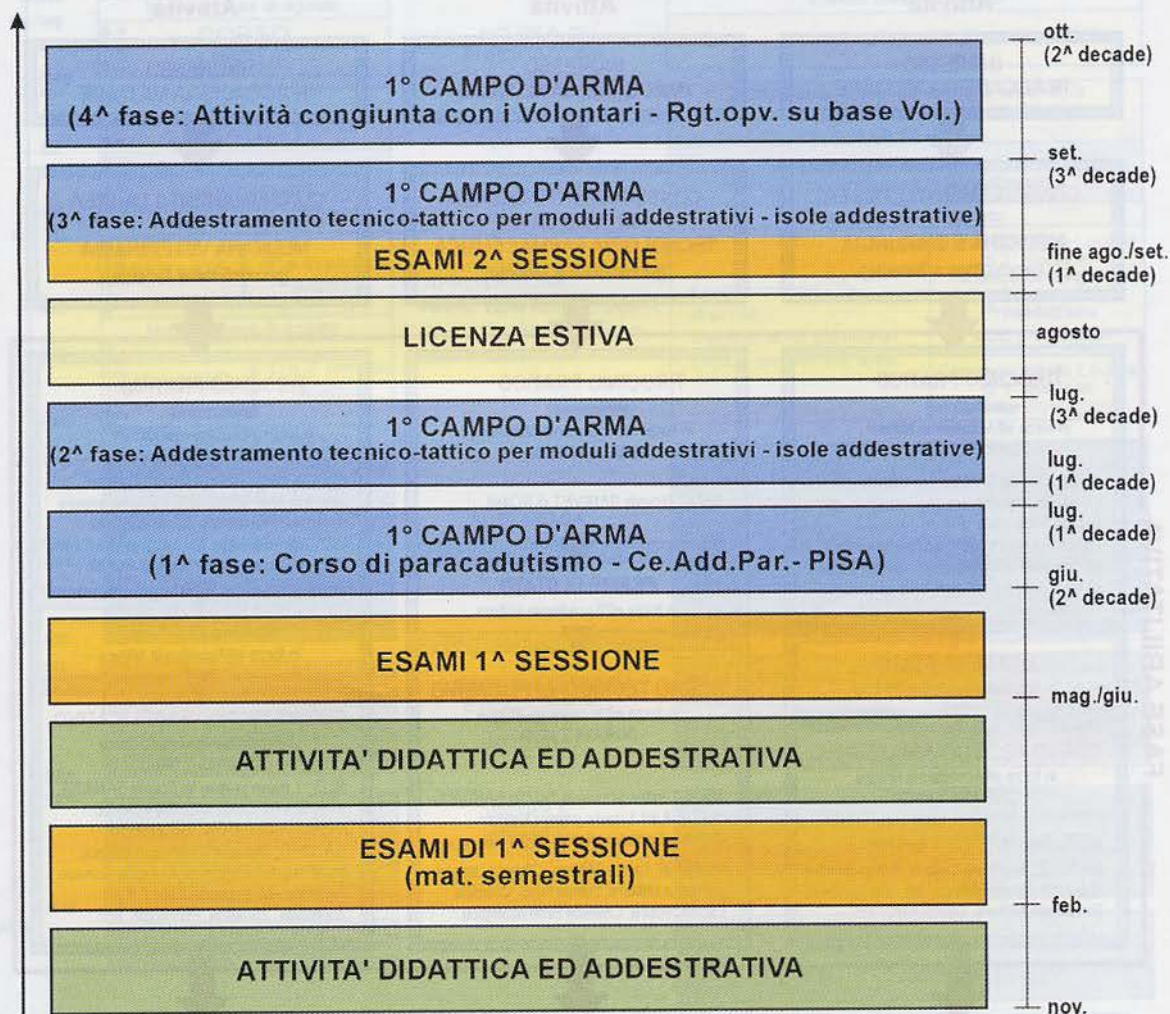 ott.
(2^ decade)
1° CAMPO D'ARMA
(4^ fase: Attività congiunta con i Volontari - Rgt.opv. su base Vol.)
set.
(3^ decade)
1° CAMPO D'ARMA
(3^ fase: Addestramento tecnico-tattico per moduli addestrativi - isole addestrative)
ESAMI 2^ SESSIONE
fine ago./set.
(1^ decade)
LICENZA ESTIVA
agosto
lug.
(3^ decade)
1° CAMPO D'ARMA
(2^ fase: Addestramento tecnico-tattico per moduli addestrativi - isole addestrative)
lug.
(1^ decade)
lug.
(1^ decade)
1° CAMPO D'ARMA
(1^ fase: Corso di paracadutismo - Ce.Add.Par.- PISA)
giu.
(2^ decade)
ESAMI 1^ SESSIONE
mag./giu.
ATTIVITA' DIDATTICA ED ADDESTRATIVA
ESAMI DI 1^ SESSIONE
(mat. semestrali)
feb.
ATTIVITA' DIDATTICA ED ADDESTRATIVA
nov.